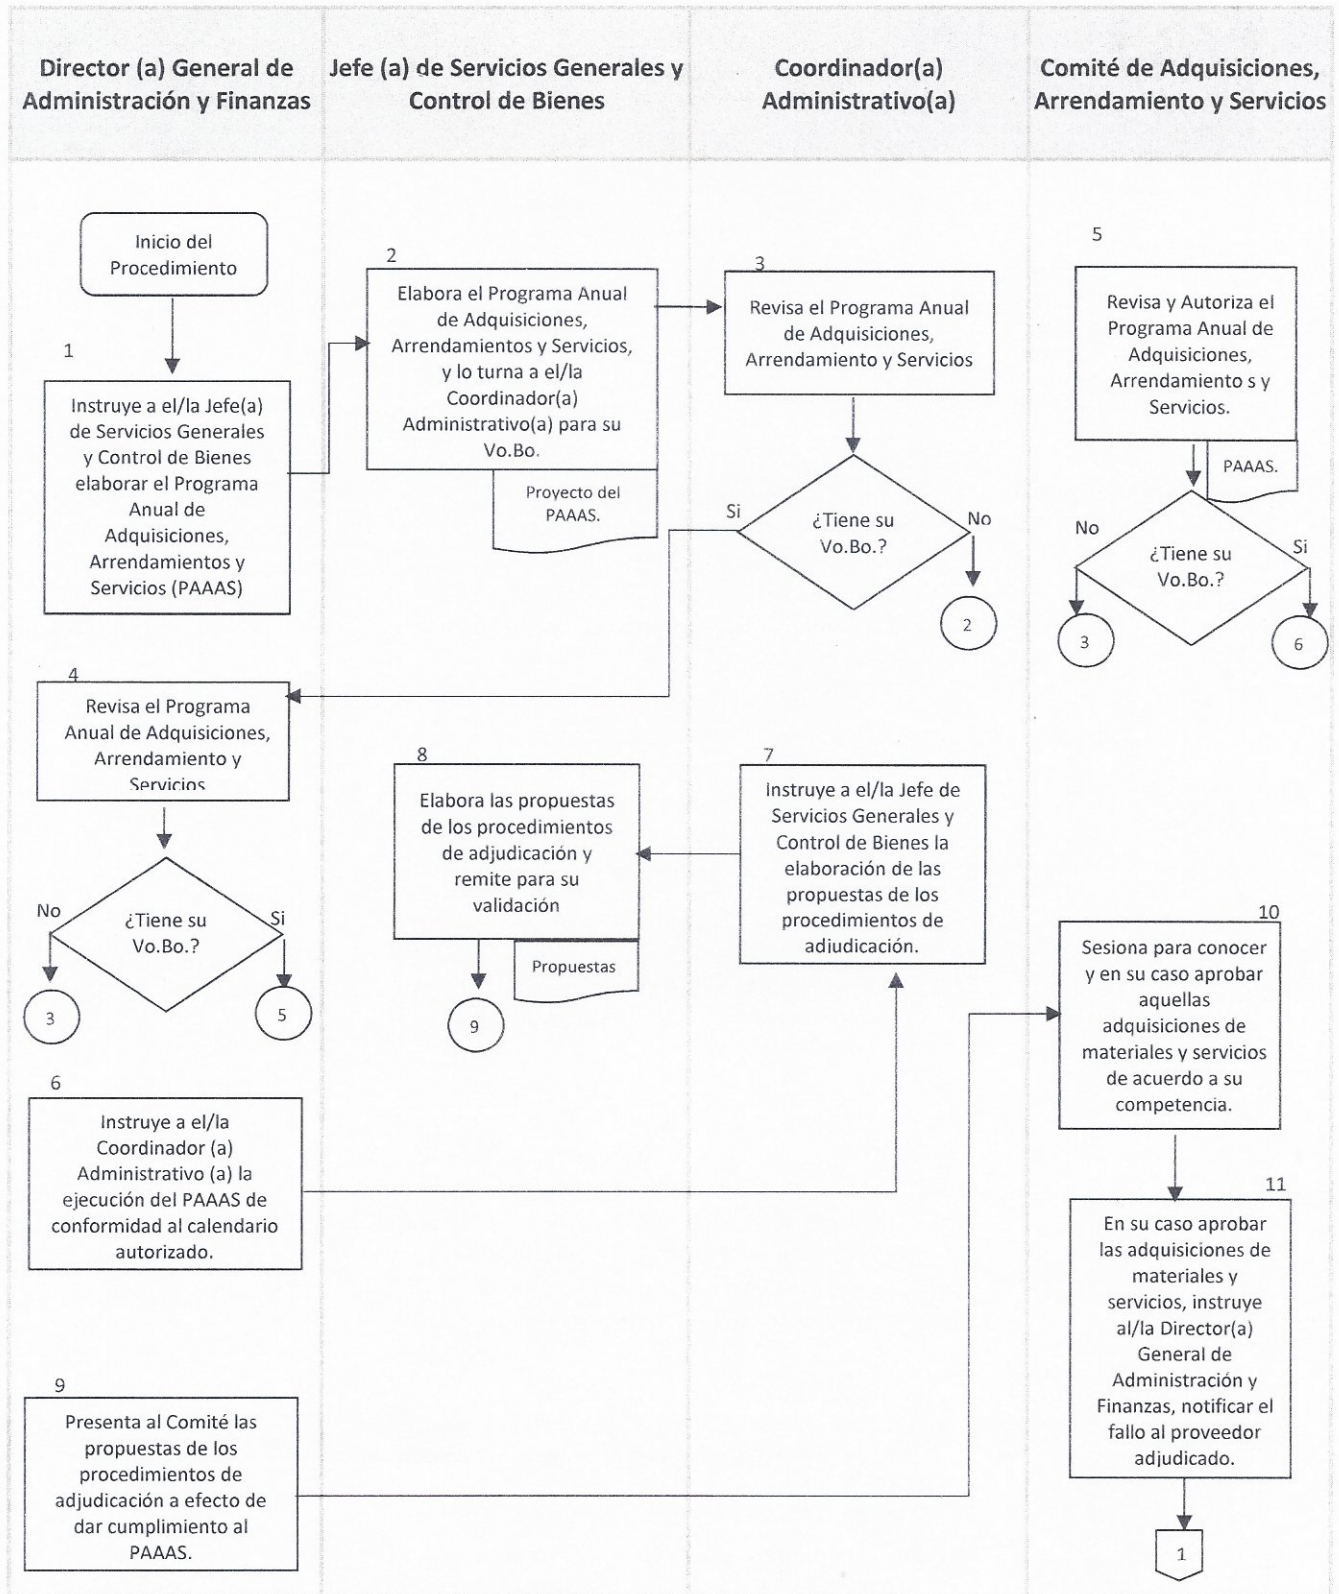 Director (a) General de
Administración y Finanzas
Jefe (a) de Servicios Generales y
Control de Bienes
Coordinador(a)
Administrativo(a)
Comité de Adquisiciones,
Arrendamiento y Servicios
Inicio del
Procedimiento
1
Instruye a el/la Jefe(a)
de Servicios Generales
y Control de Bienes
elaborar el Programa
Anual de
Adquisiciones,
Arrendamientos y
Servicios (PAAAS)
2
Elabora el Programa Anual
de Adquisiciones,
Arrendamientos y Servicios,
y lo turna a el/la
Coordinador(a)
Administrativo(a) para su
Vo.Bo.
Proyecto del
PAAAS.
3
Revisa el Programa Anual
de Adquisiciones,
Arrendamiento y Servicios
Si
¿Tiene su
Vo.Bo.?
No
2
5
Revisa y Autoriza el
Programa Anual de
Adquisiciones,
Arrendamiento s y
Servicios.
PAAAS.
No
¿Tiene su
Vo.Bo.?
Si
3
6
4
Revisa el Programa
Anual de Adquisiciones,
Arrendamiento y
Servicios
No
¿Tiene su
Vo.Bo.?
Si
3
5
8
Elabora las propuestas
de los procedimientos
de adjudicación y
remite para su
validación
Propuestas
9
7
Instruye a el/la Jefe de
Servicios Generales y
Control de Bienes la
elaboración de las
propuestas de los
procedimientos de
adjudicación.
10
Sesiona para conocer
y en su caso aprobar
aquellas
adquisiciones de
materiales y servicios
de acuerdo a su
competencia.
6
Instruye a el/la
Coordinador (a)
Administrativo (a) la
ejecución del PAAAS de
conformidad al calendario
autorizado.
11
En su caso aprobar
las adquisiciones de
materiales y
servicios, instruye
al/la Director(a)
General de
Administración y
Finanzas, notificar el
fallo al proveedor
adjudicado.
9
Presenta al Comité las
propuestas de los
procedimientos de
adjudicación a efecto de
dar cumplimiento al
PAAAS.
1